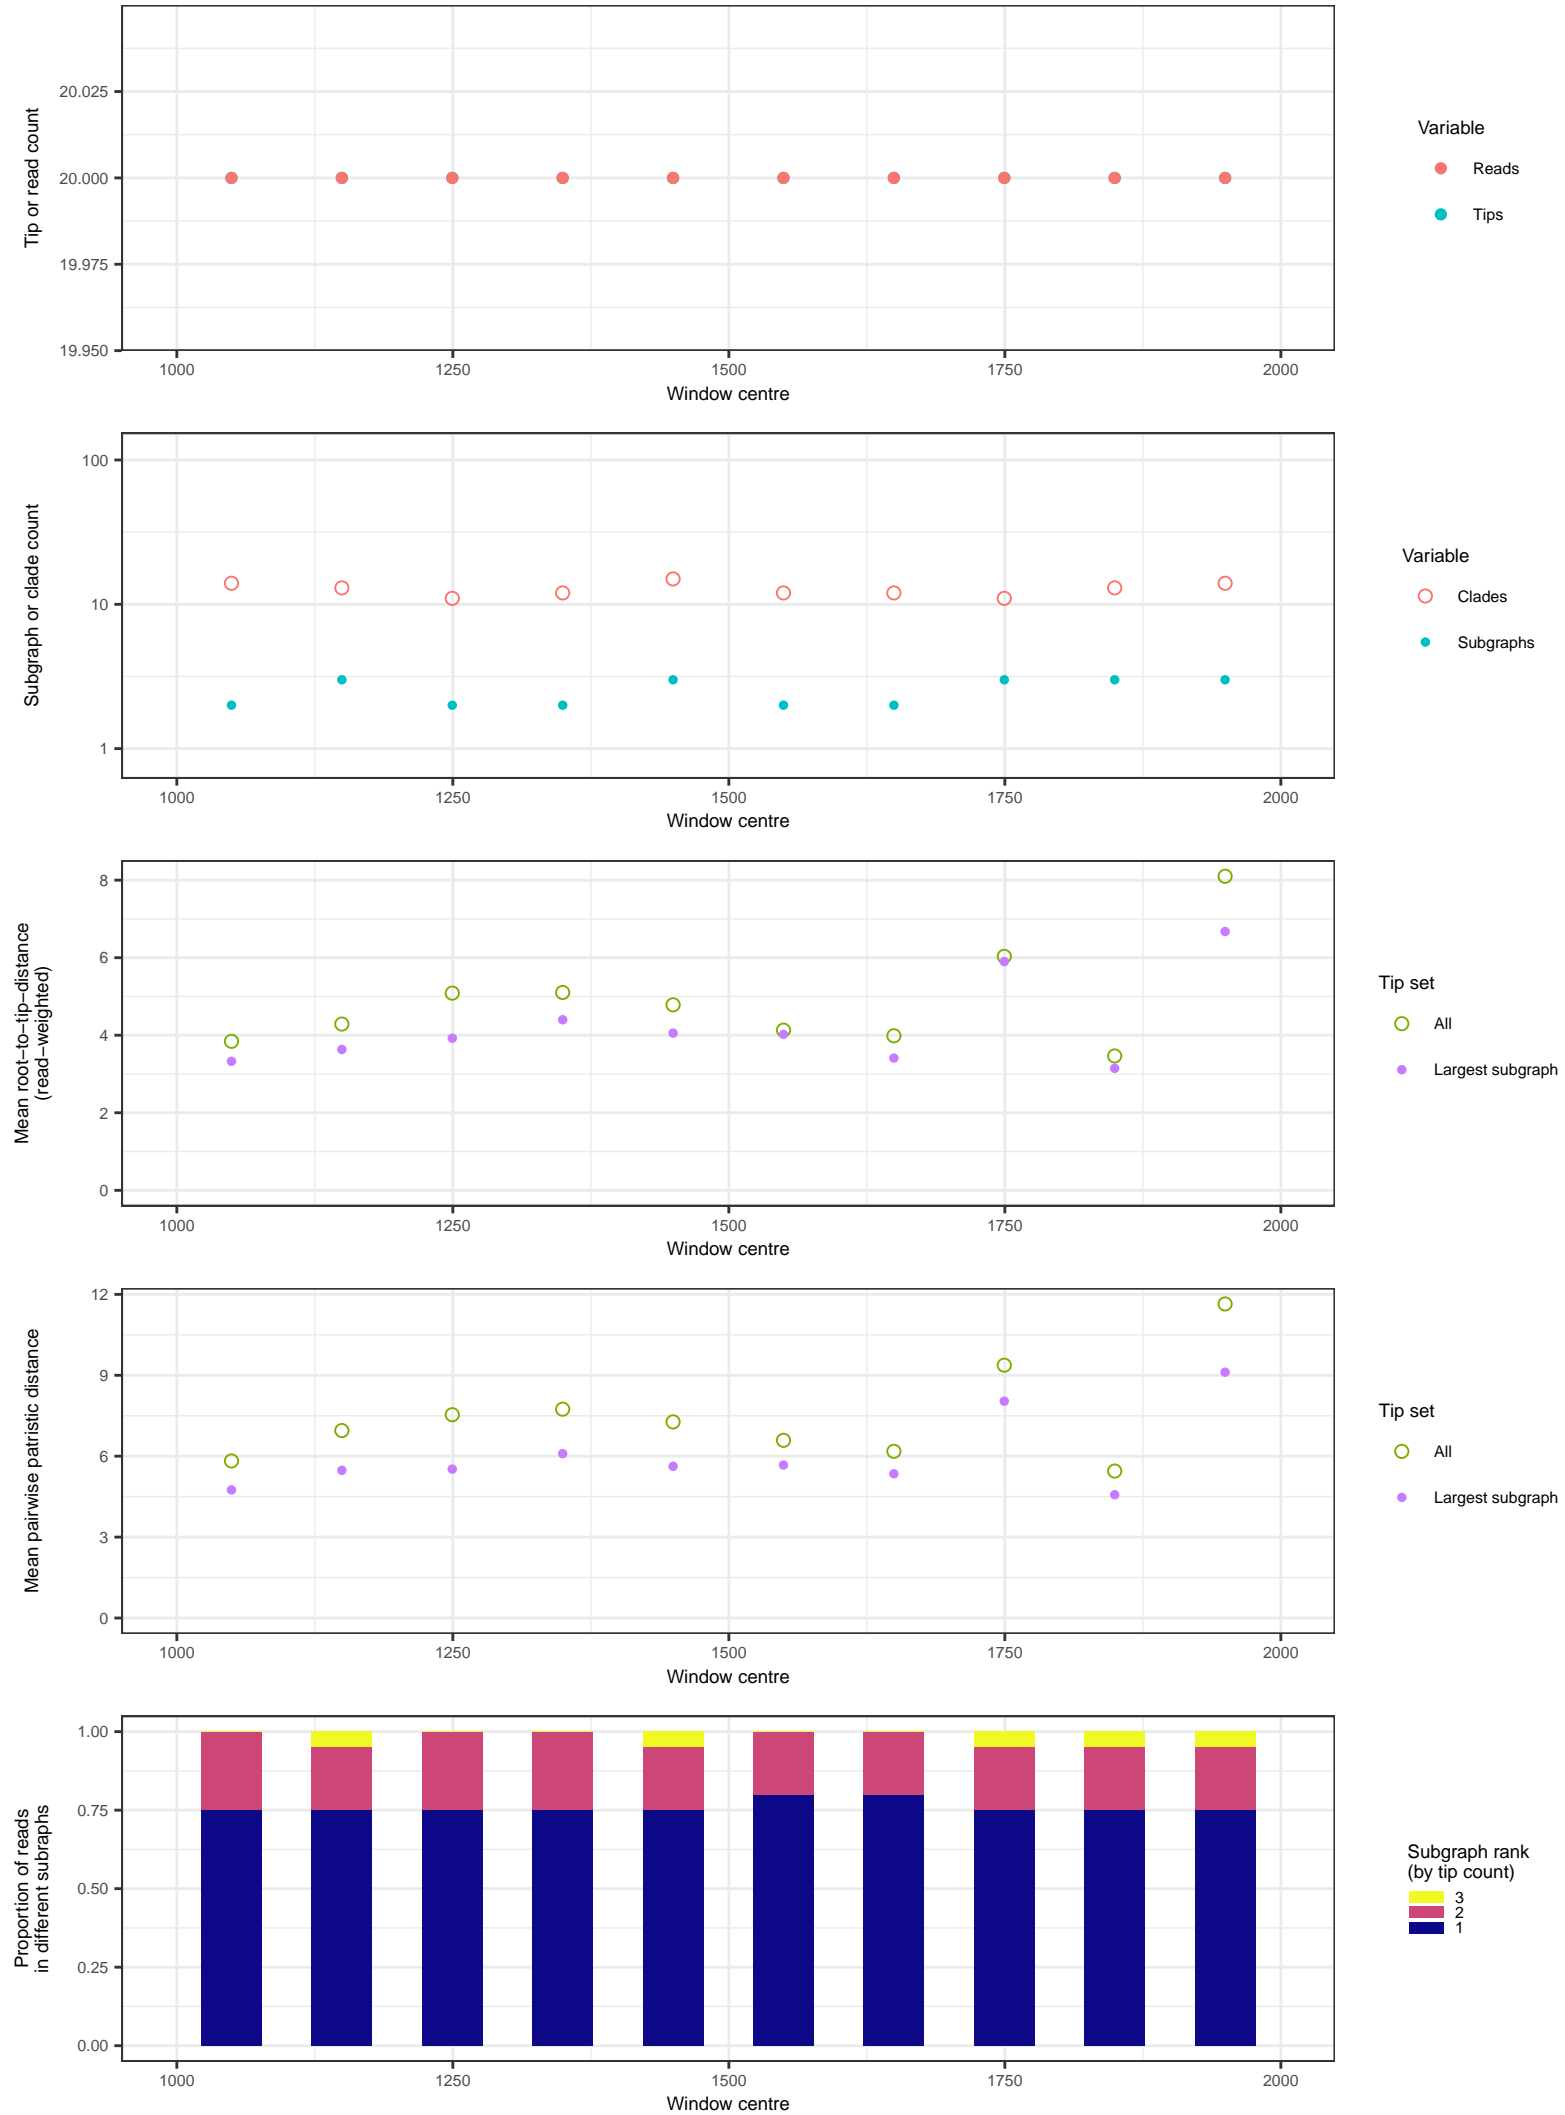 20.025
20.000
19.975
19.950
Tip or read count
1000 1250 1500 1750 2000
Window centre
Variable
Reads
Tips
100
10
1
Subgraph or clade count
1000 1250 1500 1750 2000
Window centre
Variable
Clades
Subgraphs
8
6
4
2
0
Mean root−to−tip−distance
(read−weighted)
1000 1250 1500 1750 2000
Window centre
Tip set
All
Largest subgraph
12
9
6
3
0
Mean pairwise patristic distance
1000 1250 1500 1750 2000
Window centre
Tip set
All
Largest subgraph
1.00
0.75
0.50
0.25
0.00
Proportion of reads
in different subraphs
1000 1250 1500 1750 2000
Window centre
Subgraph rank
(by tip count)
3
2
1